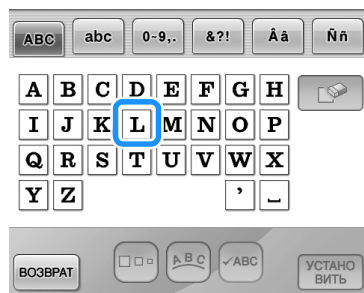 ABC abc 0~9,. &?! Ââ Ññ
A B C D E F G H
I J K L M N O P
Q R S T U V W X
Y Z ’ ⎵
ВОЗВРАТ ABC ✓ABC УСТАНО
ВИТЬ